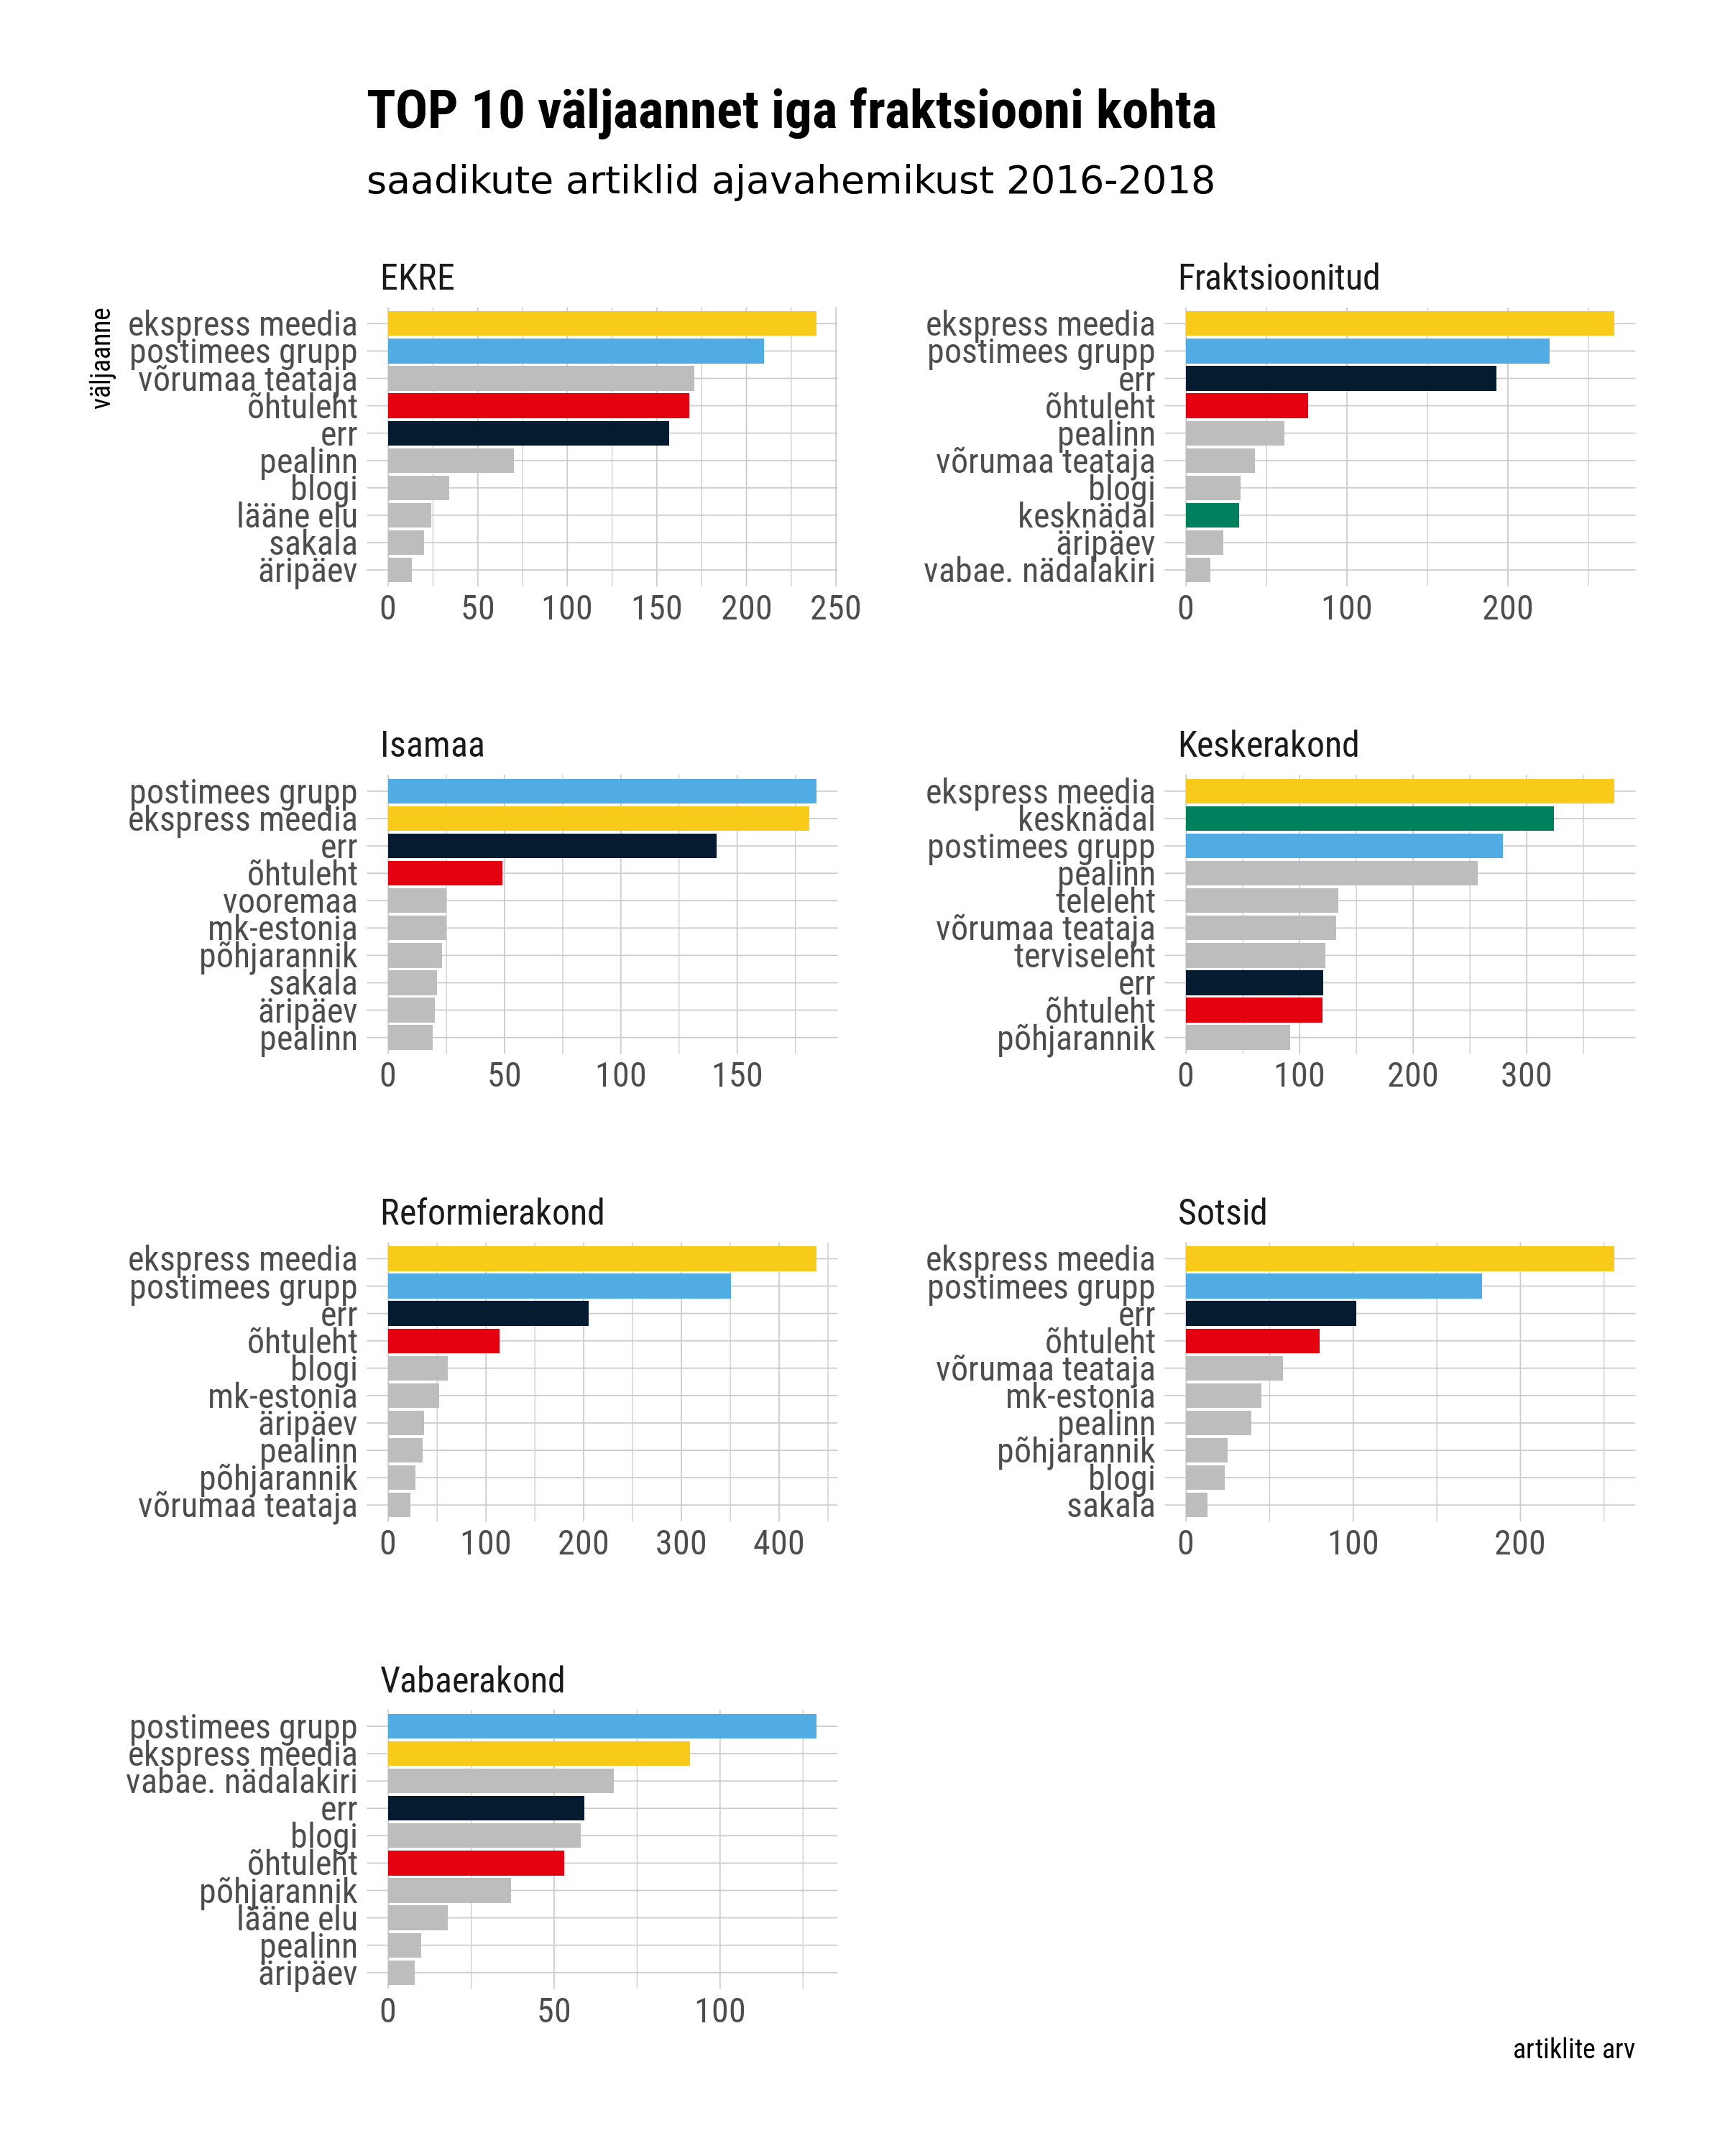 TOP 10 väljaannet iga fraktsiooni kohta
saadikute artiklid ajavahemikust 2016-2018
väljaanne
EKRE
ekspress meedia
postimees grupp
võrumaa teataja
õhtuleht
err
pealinn
blogi
lääne elu
sakala
äripäev
0 50 100 150 200 250
Fraktsioonitud
ekspress meedia
postimees grupp
err
õhtuleht
pealinn
võrumaa teataja
blogi
kesknädal
äripäev
vabae. nädalakiri
0 100 200
Isamaa
postimees grupp
ekspress meedia
err
õhtuleht
vooremaa
mk-estonia
põhjarannik
sakala
äripäev
pealinn
0 50 100 150
Keskerakond
ekspress meedia
kesknädal
postimees grupp
pealinn
teleleht
võrumaa teataja
terviseleht
err
õhtuleht
põhjarannik
0 100 200 300
Reformierakond
ekspress meedia
postimees grupp
err
õhtuleht
blogi
mk-estonia
äripäev
pealinn
põhjarannik
võrumaa teataja
0 100 200 300 400
Sotsid
ekspress meedia
postimees grupp
err
õhtuleht
võrumaa teataja
mk-estonia
pealinn
põhjarannik
blogi
sakala
0 100 200
Vabaerakond
postimees grupp
ekspress meedia
vabae. nädalakiri
err
blogi
õhtuleht
põhjarannik
lääne elu
pealinn
äripäev
0 50 100
artiklite arv